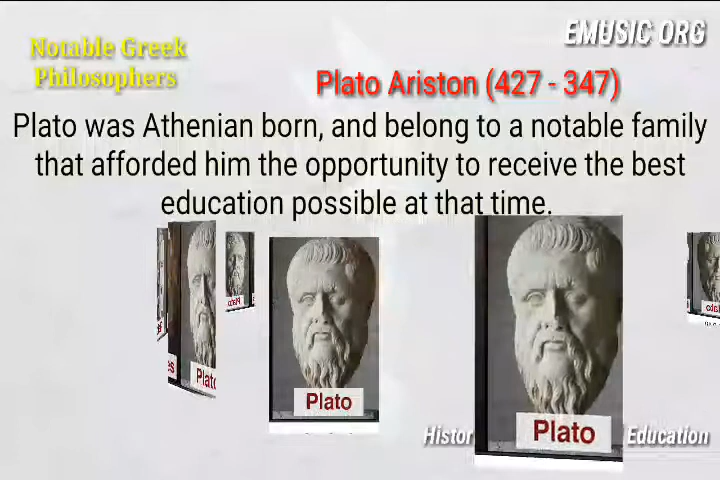 EMUSIC ORG
Notable Greek
Philosophers
Plato Ariston (427 - 347)
Plato was Athenian born, and belong to a notable family
that afforded him the opportunity to receive the best
education possible at that time.
Plato
Plato
Plato
Education